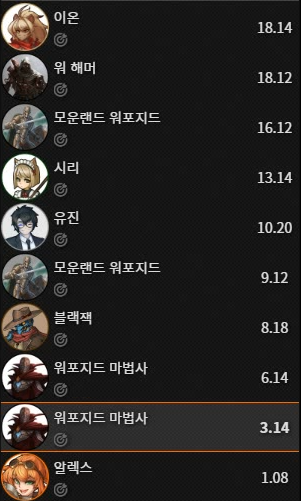 이온
18.14
워 해머
18.12
모운랜드 워포지드
16.12
시리
13.14
유진
10.20
모운랜드 워포지드
9.12
블랙잭
8.18
워포지드 마법사
6.14
워포지드 마법사
3.14
알렉스
1.08